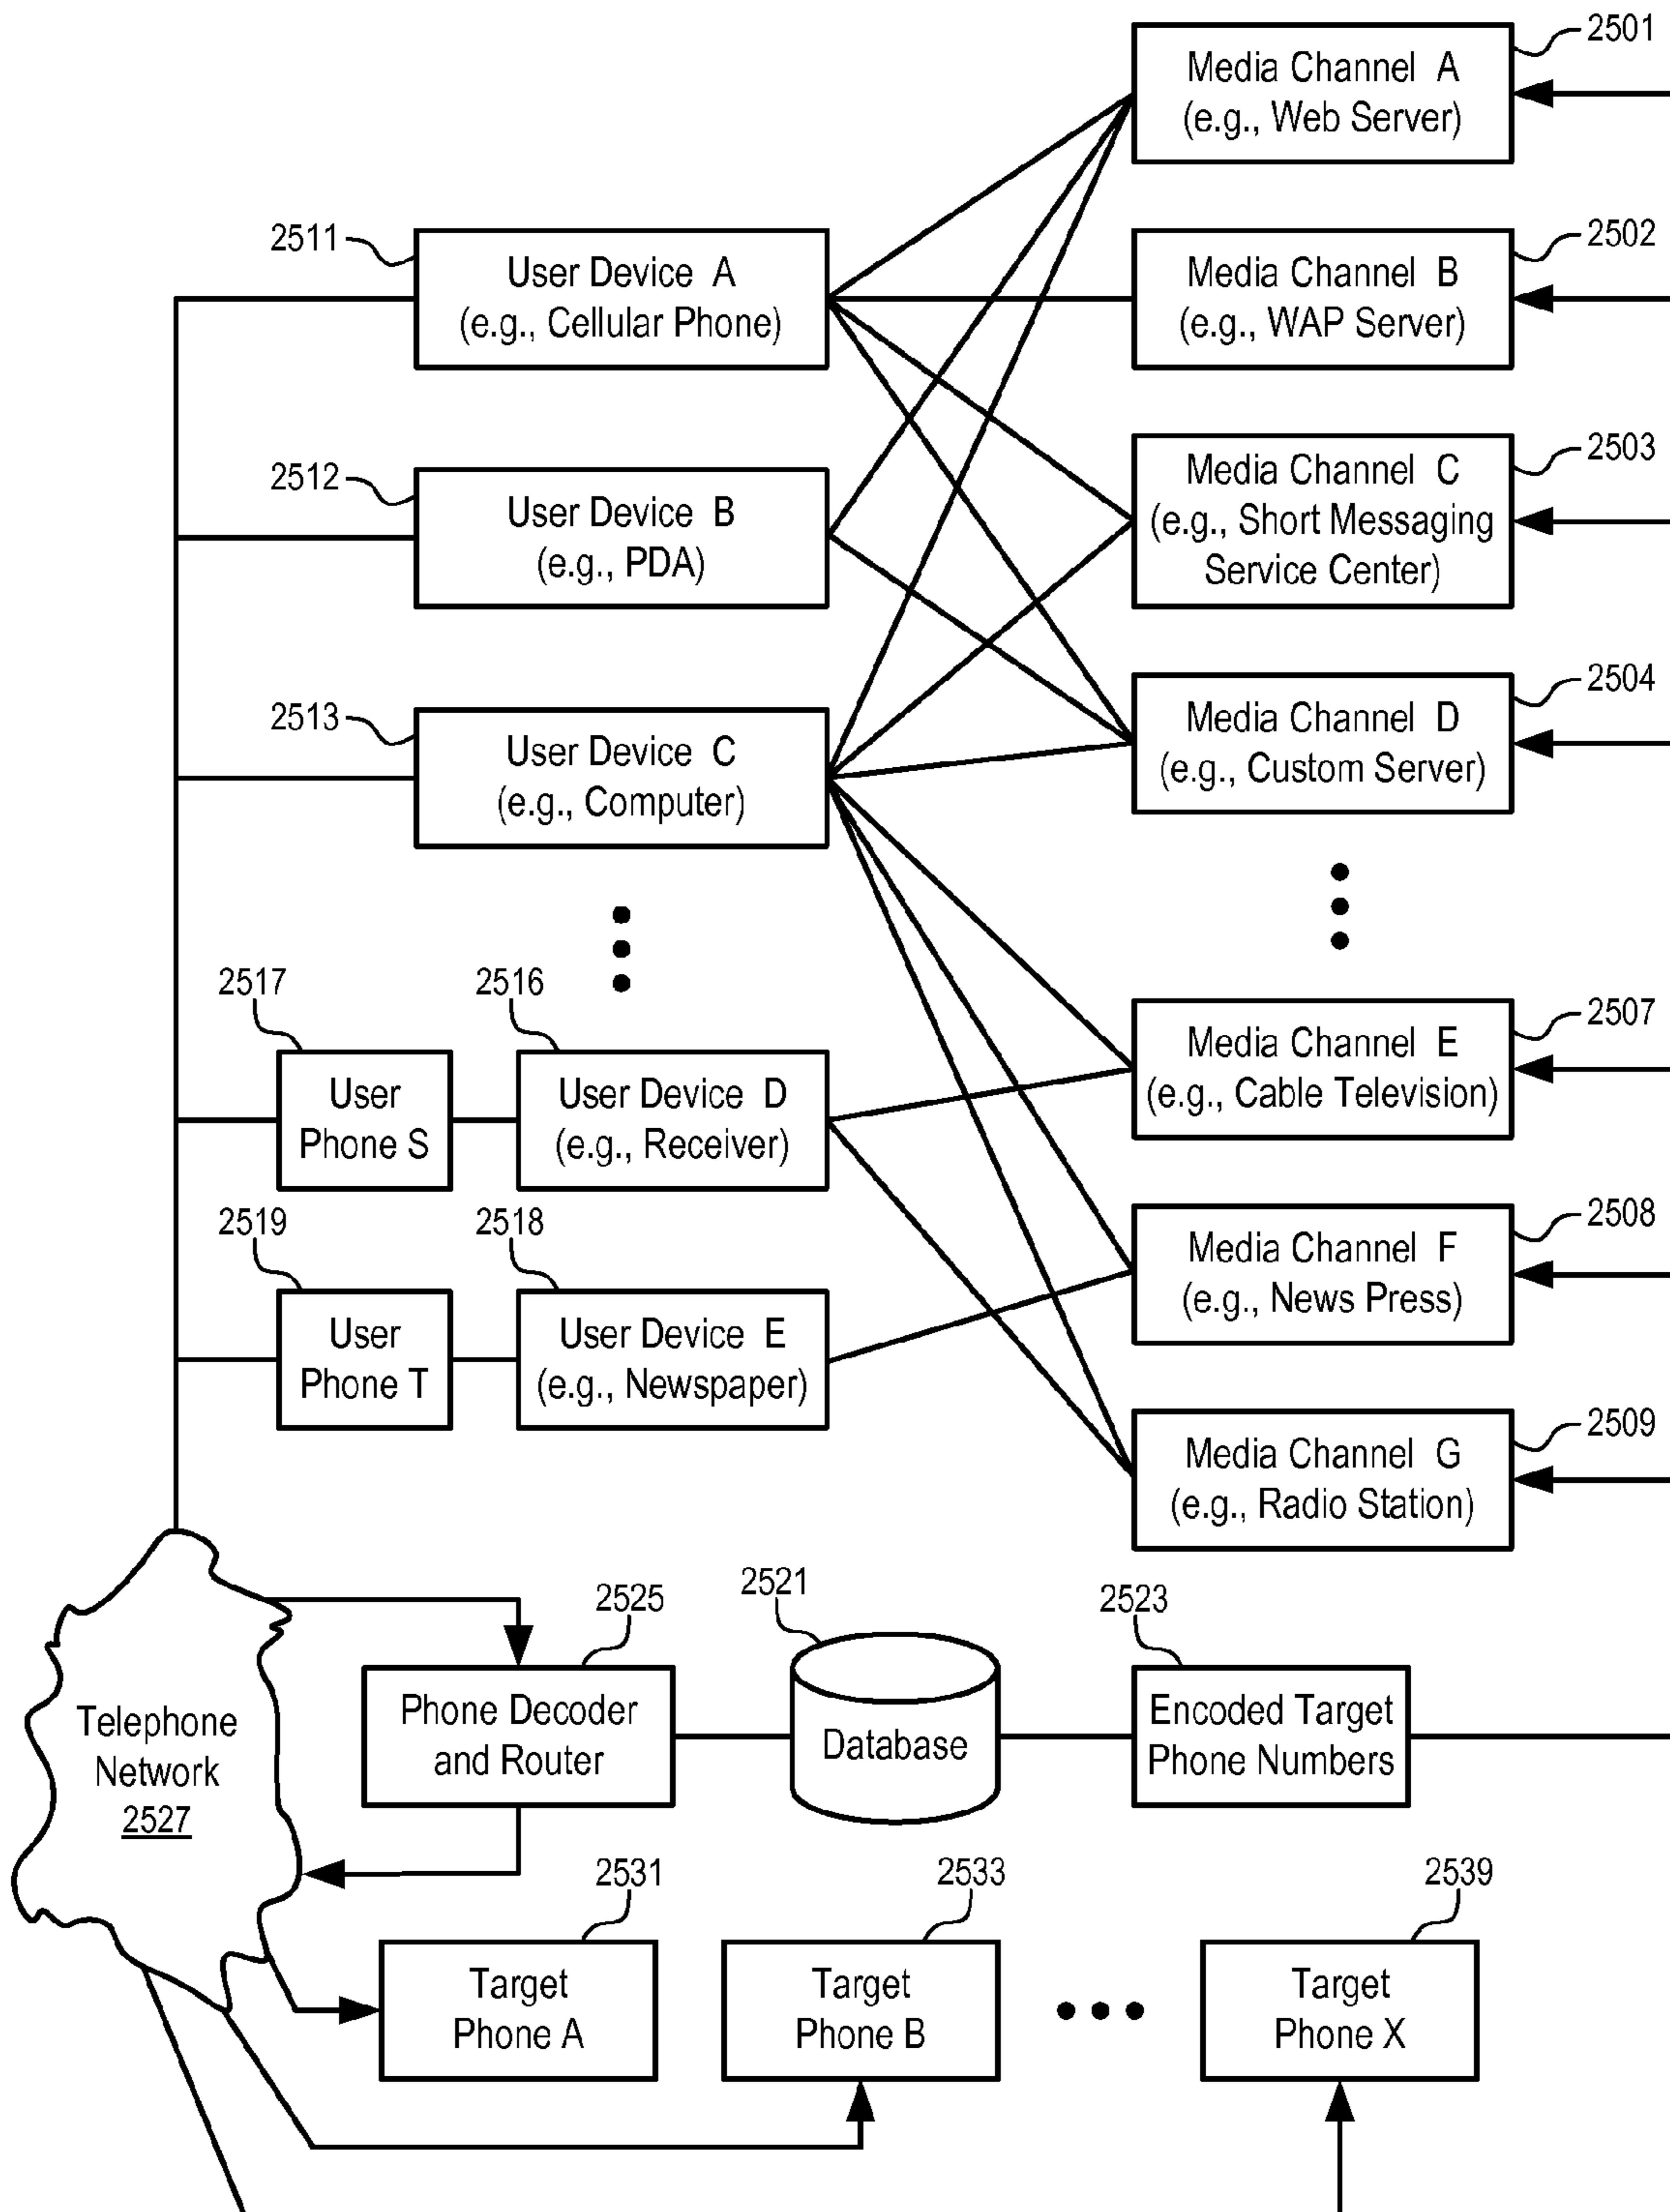 2501
Media Channel A
(e.g., Web Server)
2511
User Device A
(e.g., Cellular Phone)
2502
Media Channel B
(e.g., WAP Server)
2512
User Device B
(e.g., PDA)
2503
Media Channel C
(e.g., Short Messaging
Service Center)
2513
User Device C
(e.g., Computer)
2504
Media Channel D
(e.g., Custom Server)
2517
User
Phone S
2516
User Device D
(e.g., Receiver)
2507
Media Channel E
(e.g., Cable Television)
2519
User
Phone T
2518
User Device E
(e.g., Newspaper)
2508
Media Channel F
(e.g., News Press)
2509
Media Channel G
(e.g., Radio Station)
Telephone
Network
2527
2525
Phone Decoder
and Router
2521
Database
2523
Encoded Target
Phone Numbers
2531
Target
Phone A
2533
Target
Phone B
2539
Target
Phone X